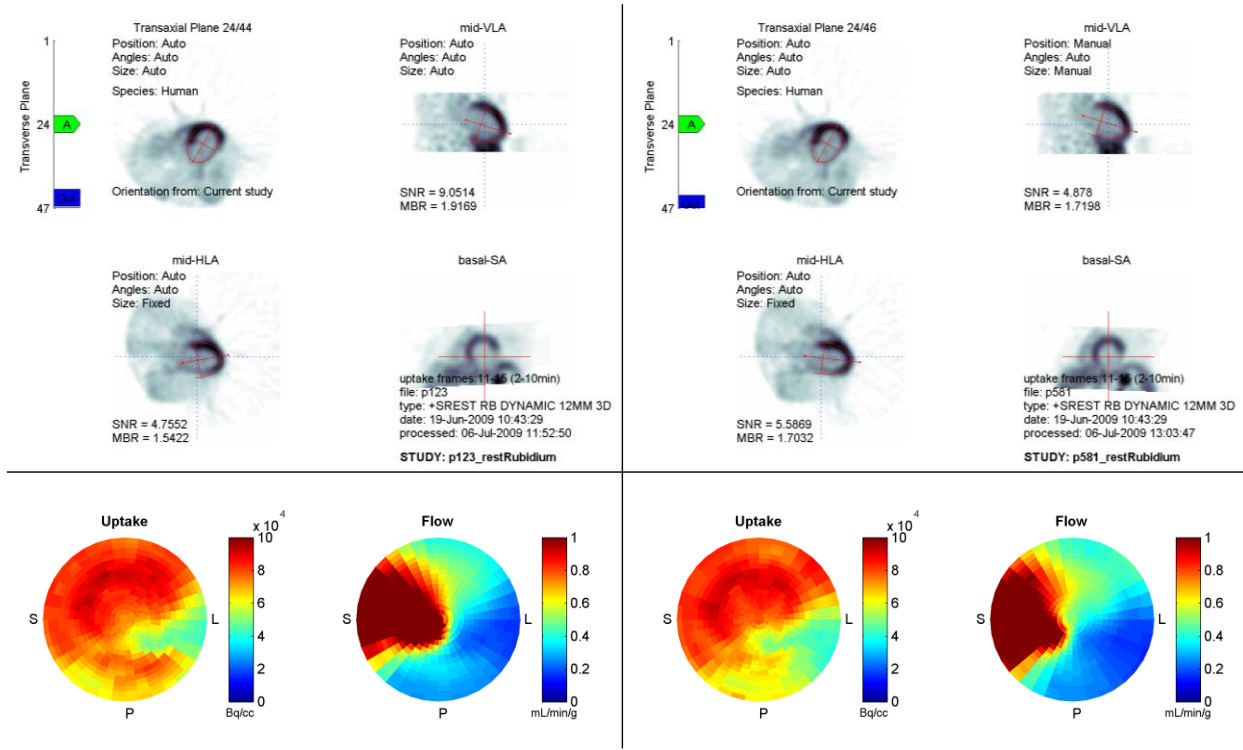 Transaxial Plane 24/44
Position: Auto
Angles: Auto
Size: Auto
Species: Human
Orientation from: Current study
1
24
47
Transverse Plane
A
Gut
mid-VLA
Position: Auto
Angles: Auto
Size: Auto
SNR = 9.0514
MBR = 1.9169
mid-HLA
Position: Auto
Angles: Auto
Size: Fixed
SNR = 4.7552
MBR = 1.5422
basal-SA
uptake frames:11-15 (2-10min)
file: p123
type: +SREST RB DYNAMIC 12MM 3D
date: 19-Jun-2009 10:43:29
processed: 06-Jul-2009 11:52:50
STUDY: p123_restRubidium
Transaxial Plane 24/46
Position: Auto
Angles: Auto
Size: Auto
Species: Human
Orientation from: Current study
1
24
47
Transverse Plane
A
mid-VLA
Position: Manual
Angles: Auto
Size: Manual
SNR = 4.878
MBR = 1.7198
mid-HLA
Position: Auto
Angles: Auto
Size: Fixed
SNR = 5.5869
MBR = 1.7032
basal-SA
uptake frames:11-15 (2-10min)
file: p581
type: +SREST RB DYNAMIC 12MM 3D
date: 19-Jun-2009 10:43:29
processed: 06-Jul-2009 13:03:47
STUDY: p581_restRubidium
Uptake
S
L
P
x 10^4
10
8
6
4
2
0
Bq/cc
Flow
S
L
P
1
0.8
0.6
0.4
0.2
0
mL/min/g
Uptake
S
L
P
x 10^4
10
8
6
4
2
0
Bq/cc
Flow
S
L
P
1
0.8
0.6
0.4
0.2
0
mL/min/g